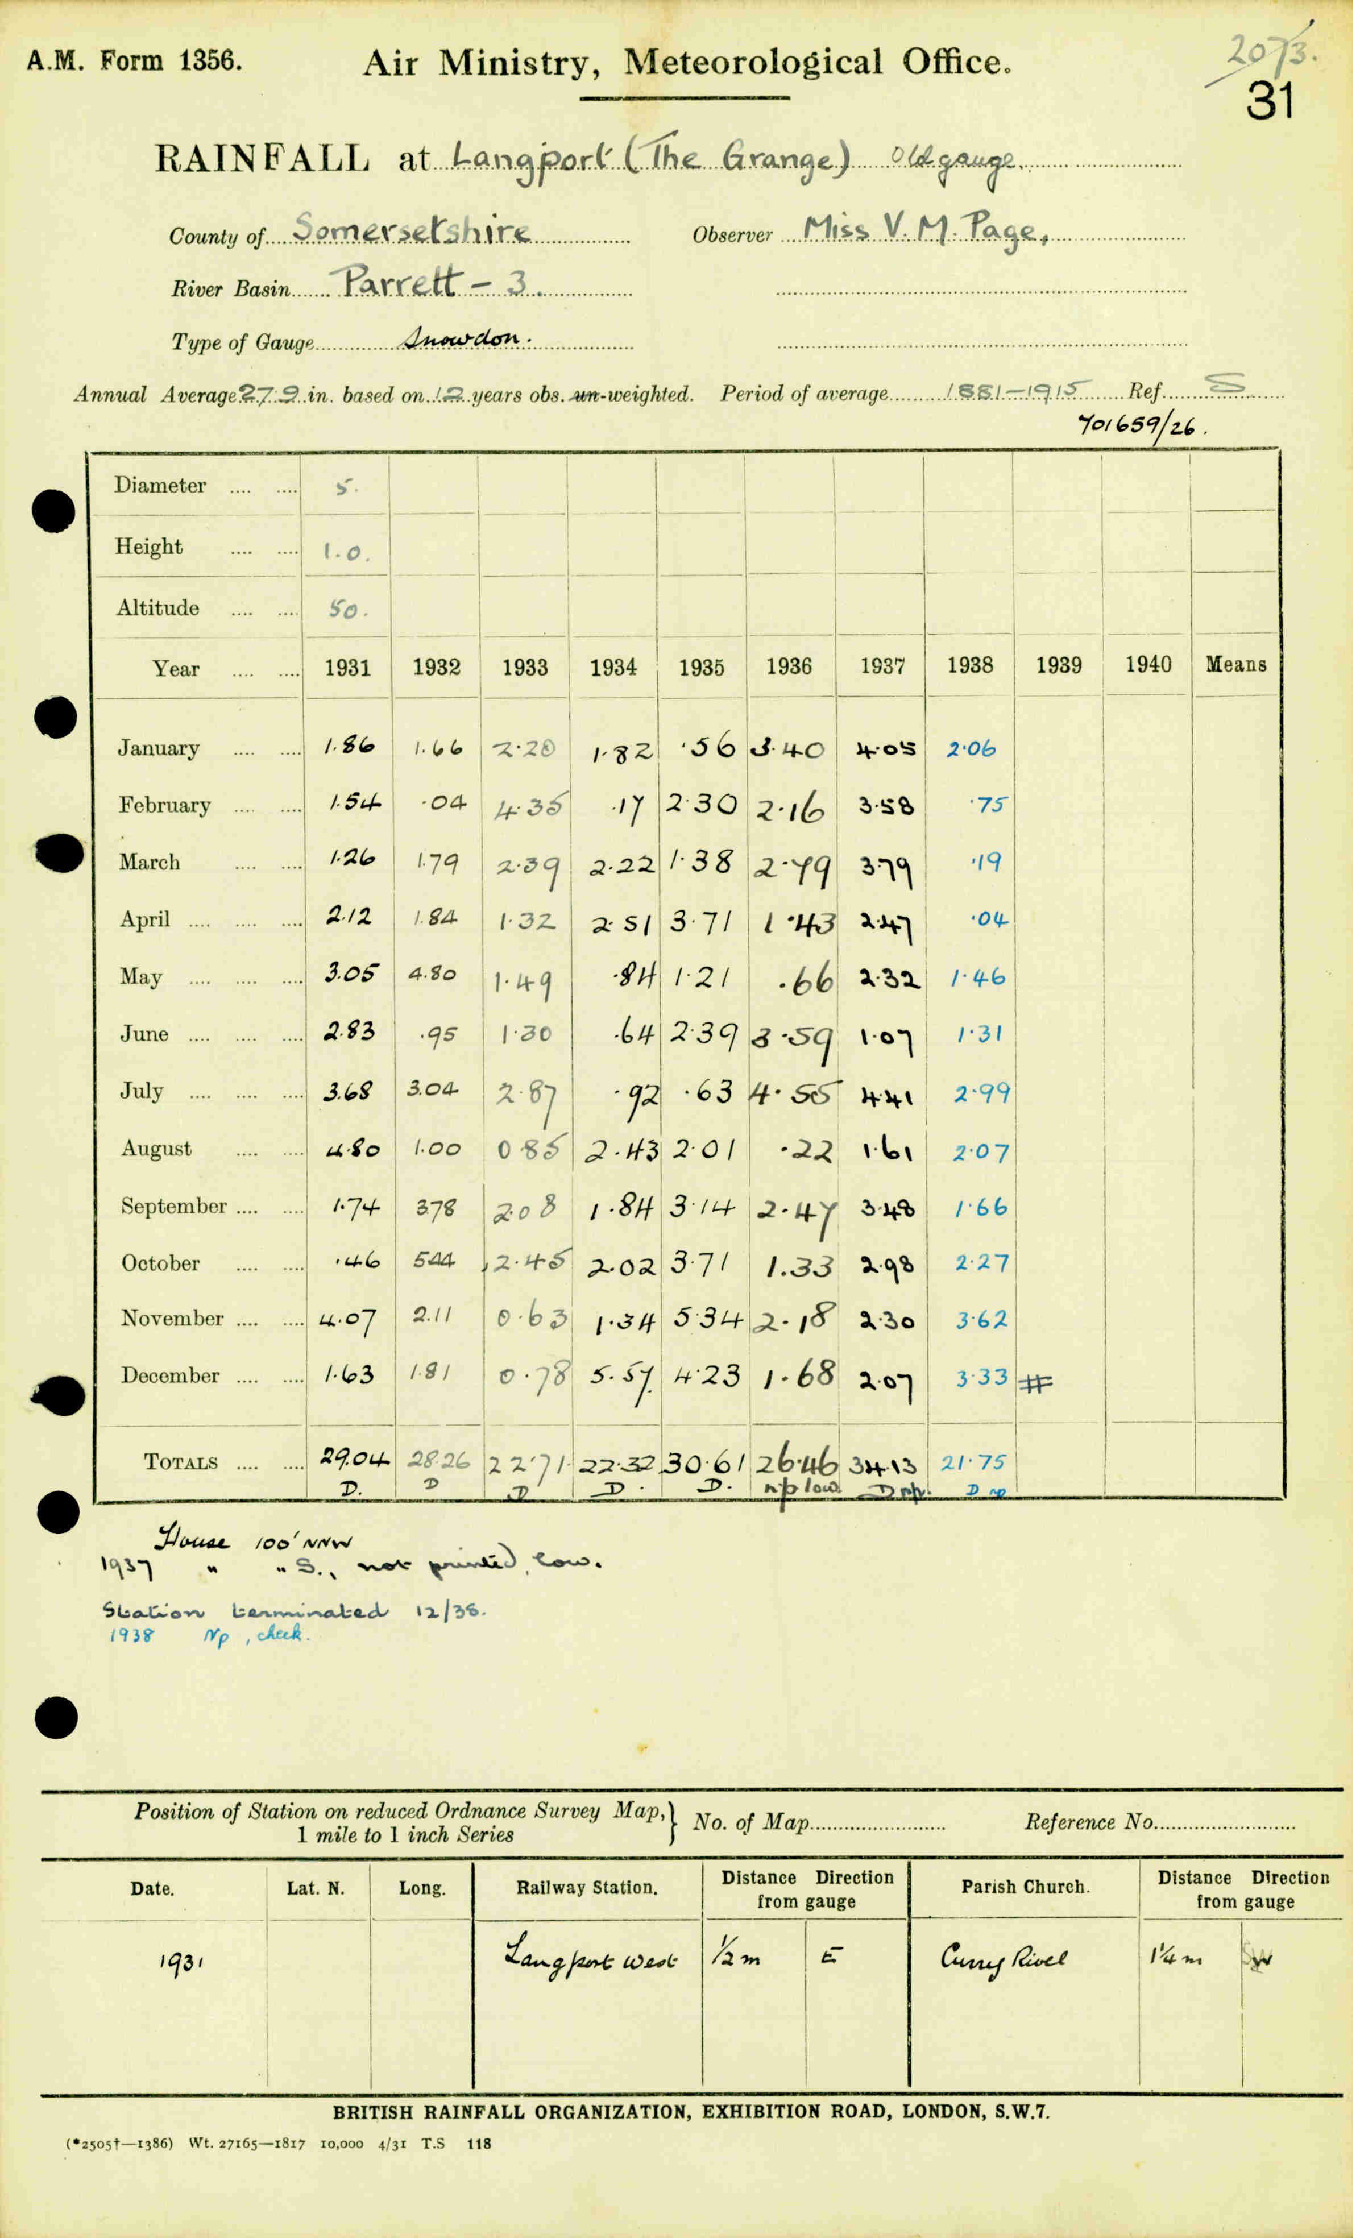 A.M. Form 1356. Air Ministry, Meteorological Office. 2073.
31
RAINFALL at Langport (The Grange) Old gauge.
County of Somersetshire Observer Miss V. M. Page,
River Basin Parrett - 3.
Type of Gauge Snowdon.
Annual Average 27.9 in. based on 12 years obs. un-weighted. Period of average 1881-1915 Ref. S
701659/26.
Diameter 5.
Height 1.0.
Altitude 50.
Year 1931 1932 1933 1934 1935 1936 1937 1938 1939 1940 Means
January 1.86 1.66 2.20 1.82 .56 3.40 4.05 2.06
February 1.54 .04 4.35 .17 2.30 2.16 3.58 .75
March 1.26 1.79 2.39 2.22 1.38 2.79 3.79 .19
April 2.12 1.84 1.32 2.51 3.71 1.43 2.47 .04
May 3.05 4.80 1.49 .84 1.21 .66 2.32 1.46
June 2.83 .95 1.30 .64 2.39 3.59 1.07 1.31
July 3.68 3.04 2.87 .92 .63 4.55 4.41 2.99
August 4.80 1.00 0.85 2.43 2.01 .22 1.61 2.07
September 1.74 378 2.08 1.84 3.14 2.47 3.48 1.66
October .46 544 2.45 2.02 3.71 1.33 2.98 2.27
November 4.07 2.11 0.63 1.34 5.34 2.18 2.30 3.62
December 1.63 1.81 0.78 5.57 4.23 1.68 2.07 3.33 #
TOTALS 29.04 28.26 22.71 22.32 30.61 26.46 34.13 21.75
D. D D D. D. n/p low. D n/p. D np
House 100' NNW
1937 " " S., not printed, low.
Station terminated 12/38.
1938 Np, check.
Position of Station on reduced Ordnance Survey Map, } No. of Map Reference No.
1 mile to 1 inch Series
Date. Lat. N. Long. Railway Station. Distance Direction from gauge Parish Church. Distance Direction from gauge
1931 Langport West ½ m E Curry Rivel 1¼ m SW
BRITISH RAINFALL ORGANIZATION, EXHIBITION ROAD, LONDON, S.W.7.
(*2505†—1386) Wt. 27165—1817 10,000 4/31 T.S 118